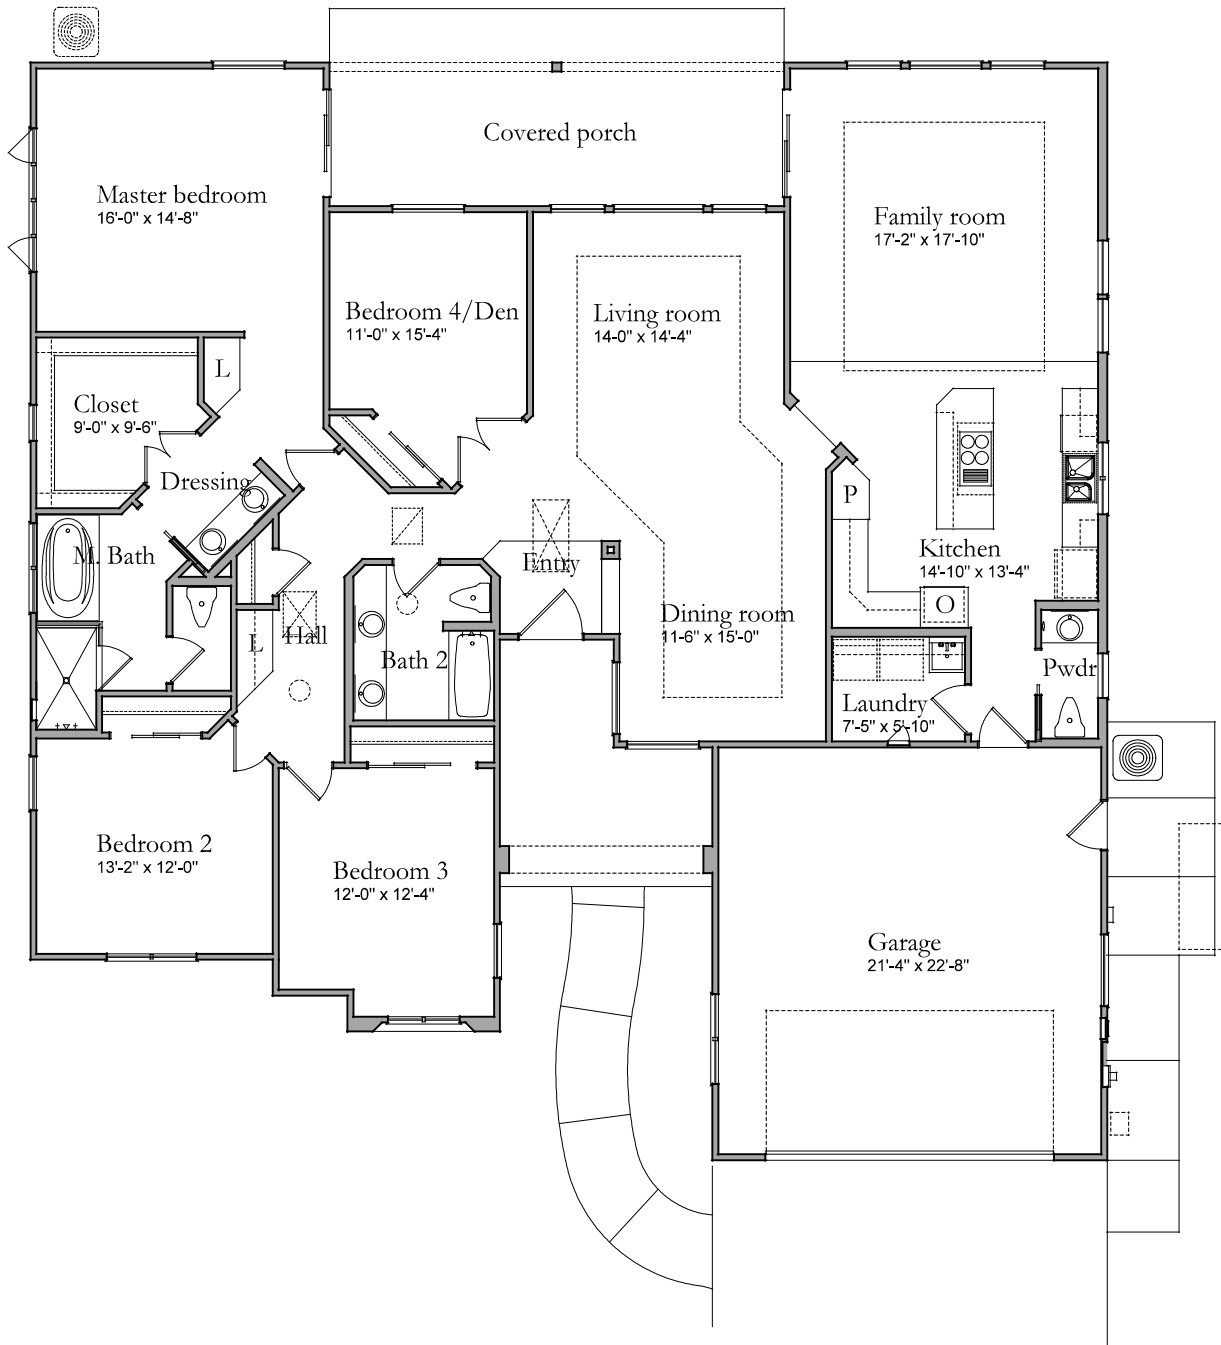 Covered porch
Master bedroom
16'-0" x 14'-8"
Family room
17'-2" x 17'-10"
Bedroom 4/Den
11'-0" x 15'-4"
Living room
14-0" x 14'-4"
L
Closet
9'-0" x 9'-6"
Dressing
P
M. Bath
Entry
Kitchen
14'-10" x 13'-4"
O
Dining room
11-6" x 15'-0"
L
Hall
Bath 2
Pwdr
Laundry
7'-5" x 5'-10"
Bedroom 2
13'-2" x 12'-0"
Bedroom 3
12'-0" x 12'-4"
Garage
21'-4" x 22'-8"